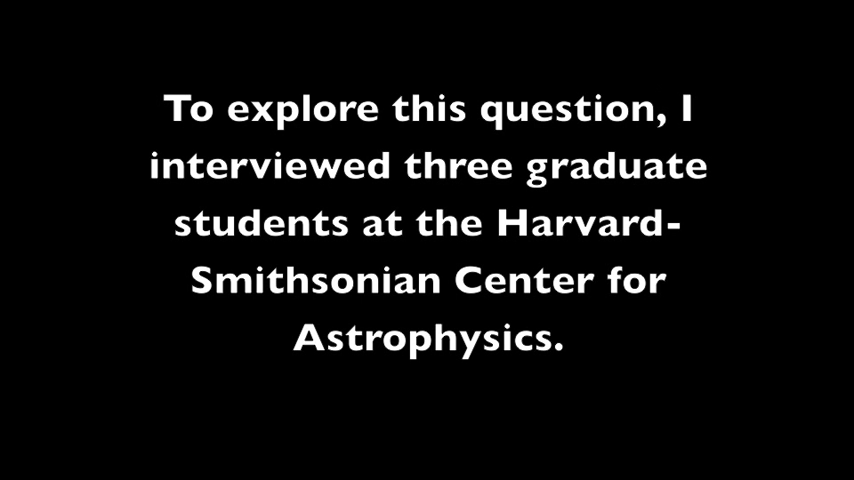 To explore this question, I
interviewed three graduate
students at the Harvard-
Smithsonian Center for
Astrophysics.